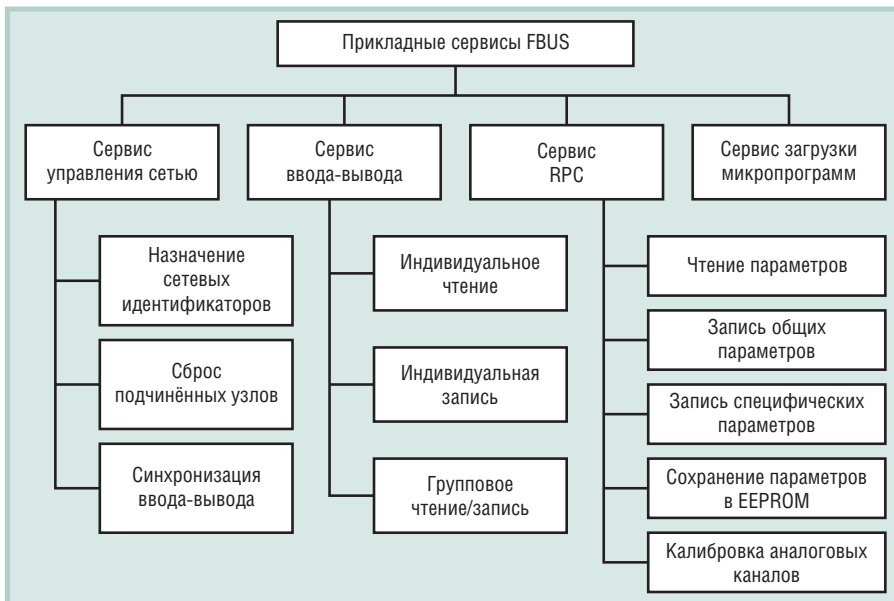 Прикладные сервисы FBUS
Сервис
управления сетью
Сервис
ввода-вывода
Сервис
RPC
Сервис загрузки
микропрограмм
Назначение
сетевых
идентификаторов
Сброс
подчинённых узлов
Синхронизация
ввода-вывода
Индивидуальное
чтение
Индивидуальная
запись
Групповое
чтение/запись
Чтение параметров
Запись общих
параметров
Запись специфических
параметров
Сохранение параметров
в EEPROM
Калибровка аналоговых
каналов